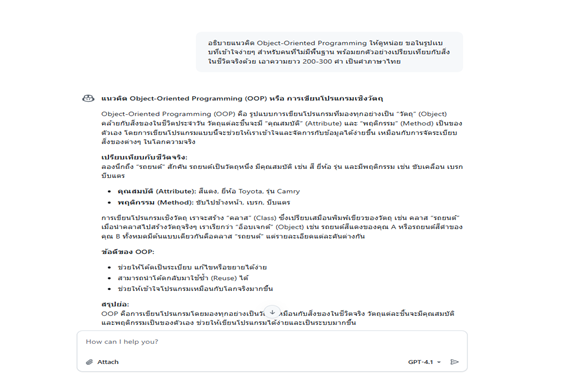 อธิบายแนวคิด Object-Oriented Programming ให้ดูหน่อย ขอในรูปแบ
บที่เข้าใจง่ายๆ สำหรับคนที่ไม่มีพื้นฐาน พร้อมยกตัวอย่างเปรียบเทียบกับสิ่ง
ในชีวิตจริงด้วย เอาความยาว 200-300 คำ เป็นคำภาษาไทย
แนวคิด Object-Oriented Programming (OOP) หรือ การเขียนโปรแกรมเชิงวัตถุ
Object-Oriented Programming (OOP) คือ รูปแบบการเขียนโปรแกรมที่มองทุกอย่างเป็น “วัตถุ” (Object)
คล้ายกับสิ่งของในชีวิตประจำวัน วัตถุแต่ละชิ้นจะมี “คุณสมบัติ” (Attribute) และ “พฤติกรรม” (Method) เป็นของ
ตัวเอง โดยการเขียนโปรแกรมแบบนี้จะช่วยให้เราเข้าใจและจัดการกับข้อมูลได้ง่ายขึ้น เหมือนกับการจัดระเบียบ
สิ่งของต่างๆ ในโลกความจริง
เปรียบเทียบกับชีวิตจริง:
ลองนึกถึง “รถยนต์” สักคัน รถยนต์เป็นวัตถุหนึ่ง มีคุณสมบัติ เช่น สี ยี่ห้อ รุ่น และมีพฤติกรรม เช่น ขับเคลื่อน เบรก
บีบแตร
• คุณสมบัติ (Attribute): สีแดง, ยี่ห้อ Toyota, รุ่น Camry
• พฤติกรรม (Method): ขับไปข้างหน้า, เบรก, บีบแตร
การเขียนโปรแกรมเชิงวัตถุ เราจะสร้าง “คลาส” (Class) ซึ่งเปรียบเสมือนพิมพ์เขียวของวัตถุ เช่น คลาส “รถยนต์”
เมื่อนำคลาสไปสร้างวัตถุจริงๆ เราเรียกว่า “อ็อบเจกต์” (Object) เช่น รถยนต์สีแดงของคุณ A หรือรถยนต์สีดำของ
คุณ B ทั้งหมดมีต้นแบบเดียวกันคือคลาส “รถยนต์” แต่รายละเอียดแต่ละคันต่างกัน
ข้อดีของ OOP:
• ช่วยให้โค้ดเป็นระเบียบ แก้ไขหรือขยายได้ง่าย
• สามารถนำโค้ดกลับมาใช้ซ้ำ (Reuse) ได้
• ช่วยให้เข้าใจโปรแกรมเหมือนกับโลกจริงมากขึ้น
สรุปย่อ:
OOP คือการเขียนโปรแกรมโดยมองทุกอย่างเป็นวัตถุ เหมือนกับสิ่งของในชีวิตจริง วัตถุแต่ละชิ้นจะมีคุณสมบัติ
และพฤติกรรมเป็นของตัวเอง ช่วยให้เขียนโปรแกรมได้ง่ายและเป็นระบบมากขึ้น
How can I help you?
Attach
GPT-4.1